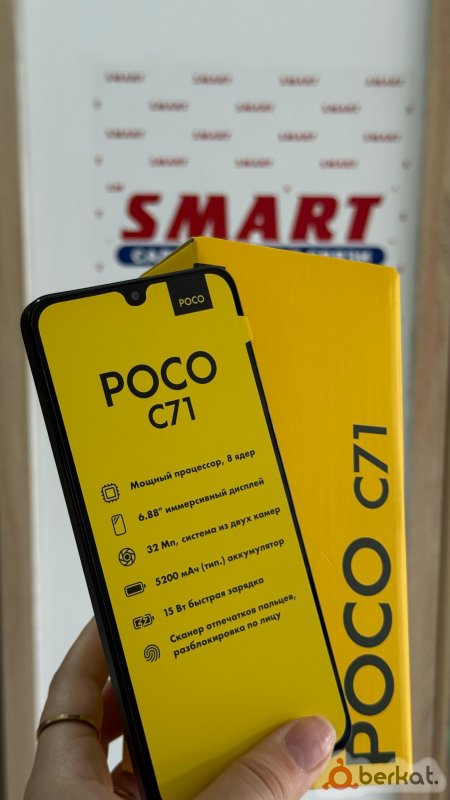 SMART
SMART
POCO
POCO
C71
Мощный процессор, 8 ядер
6.88" иммерсивный дисплей
32 Мп, система из двух камер
5200 мАч (тип.) аккумулятор
15 Вт быстрая зарядка
Сканер отпечатков пальцев,
разблокировка по лицу
POCO C71
berkat.